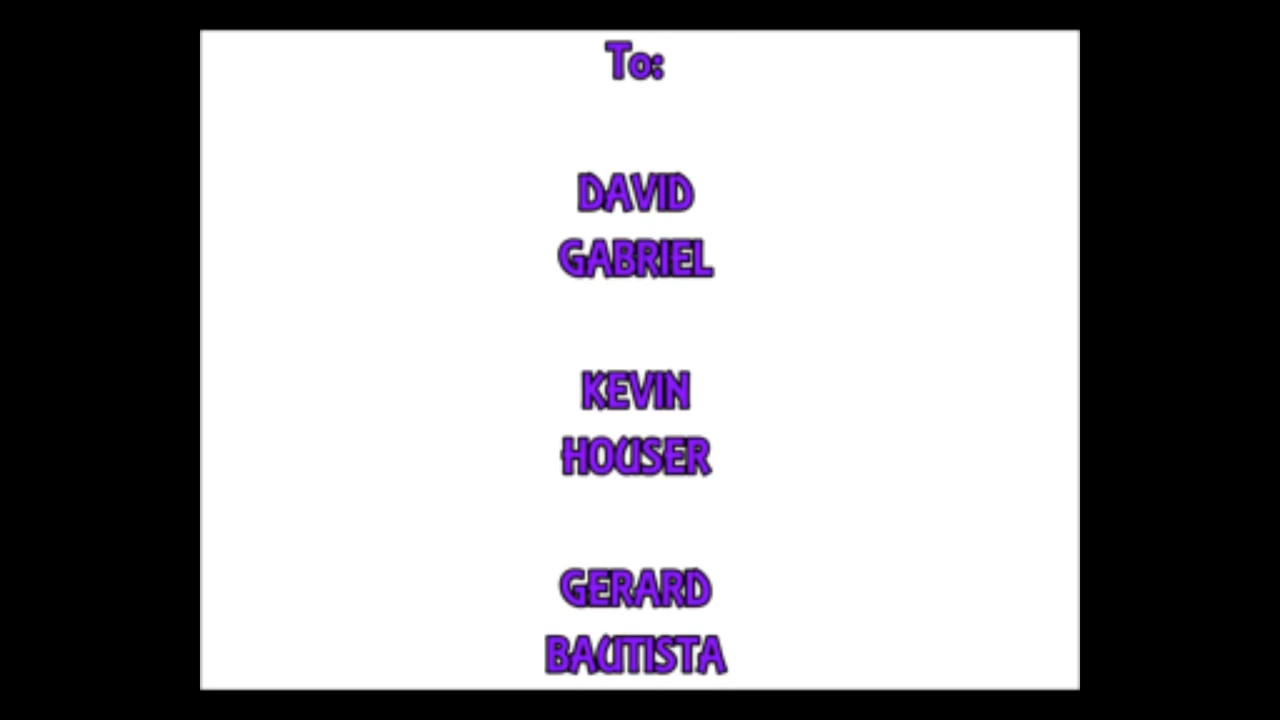 To:
DAVID
GABRIEL
KEVIN
HOUSER
GERARD
BAUTISTA